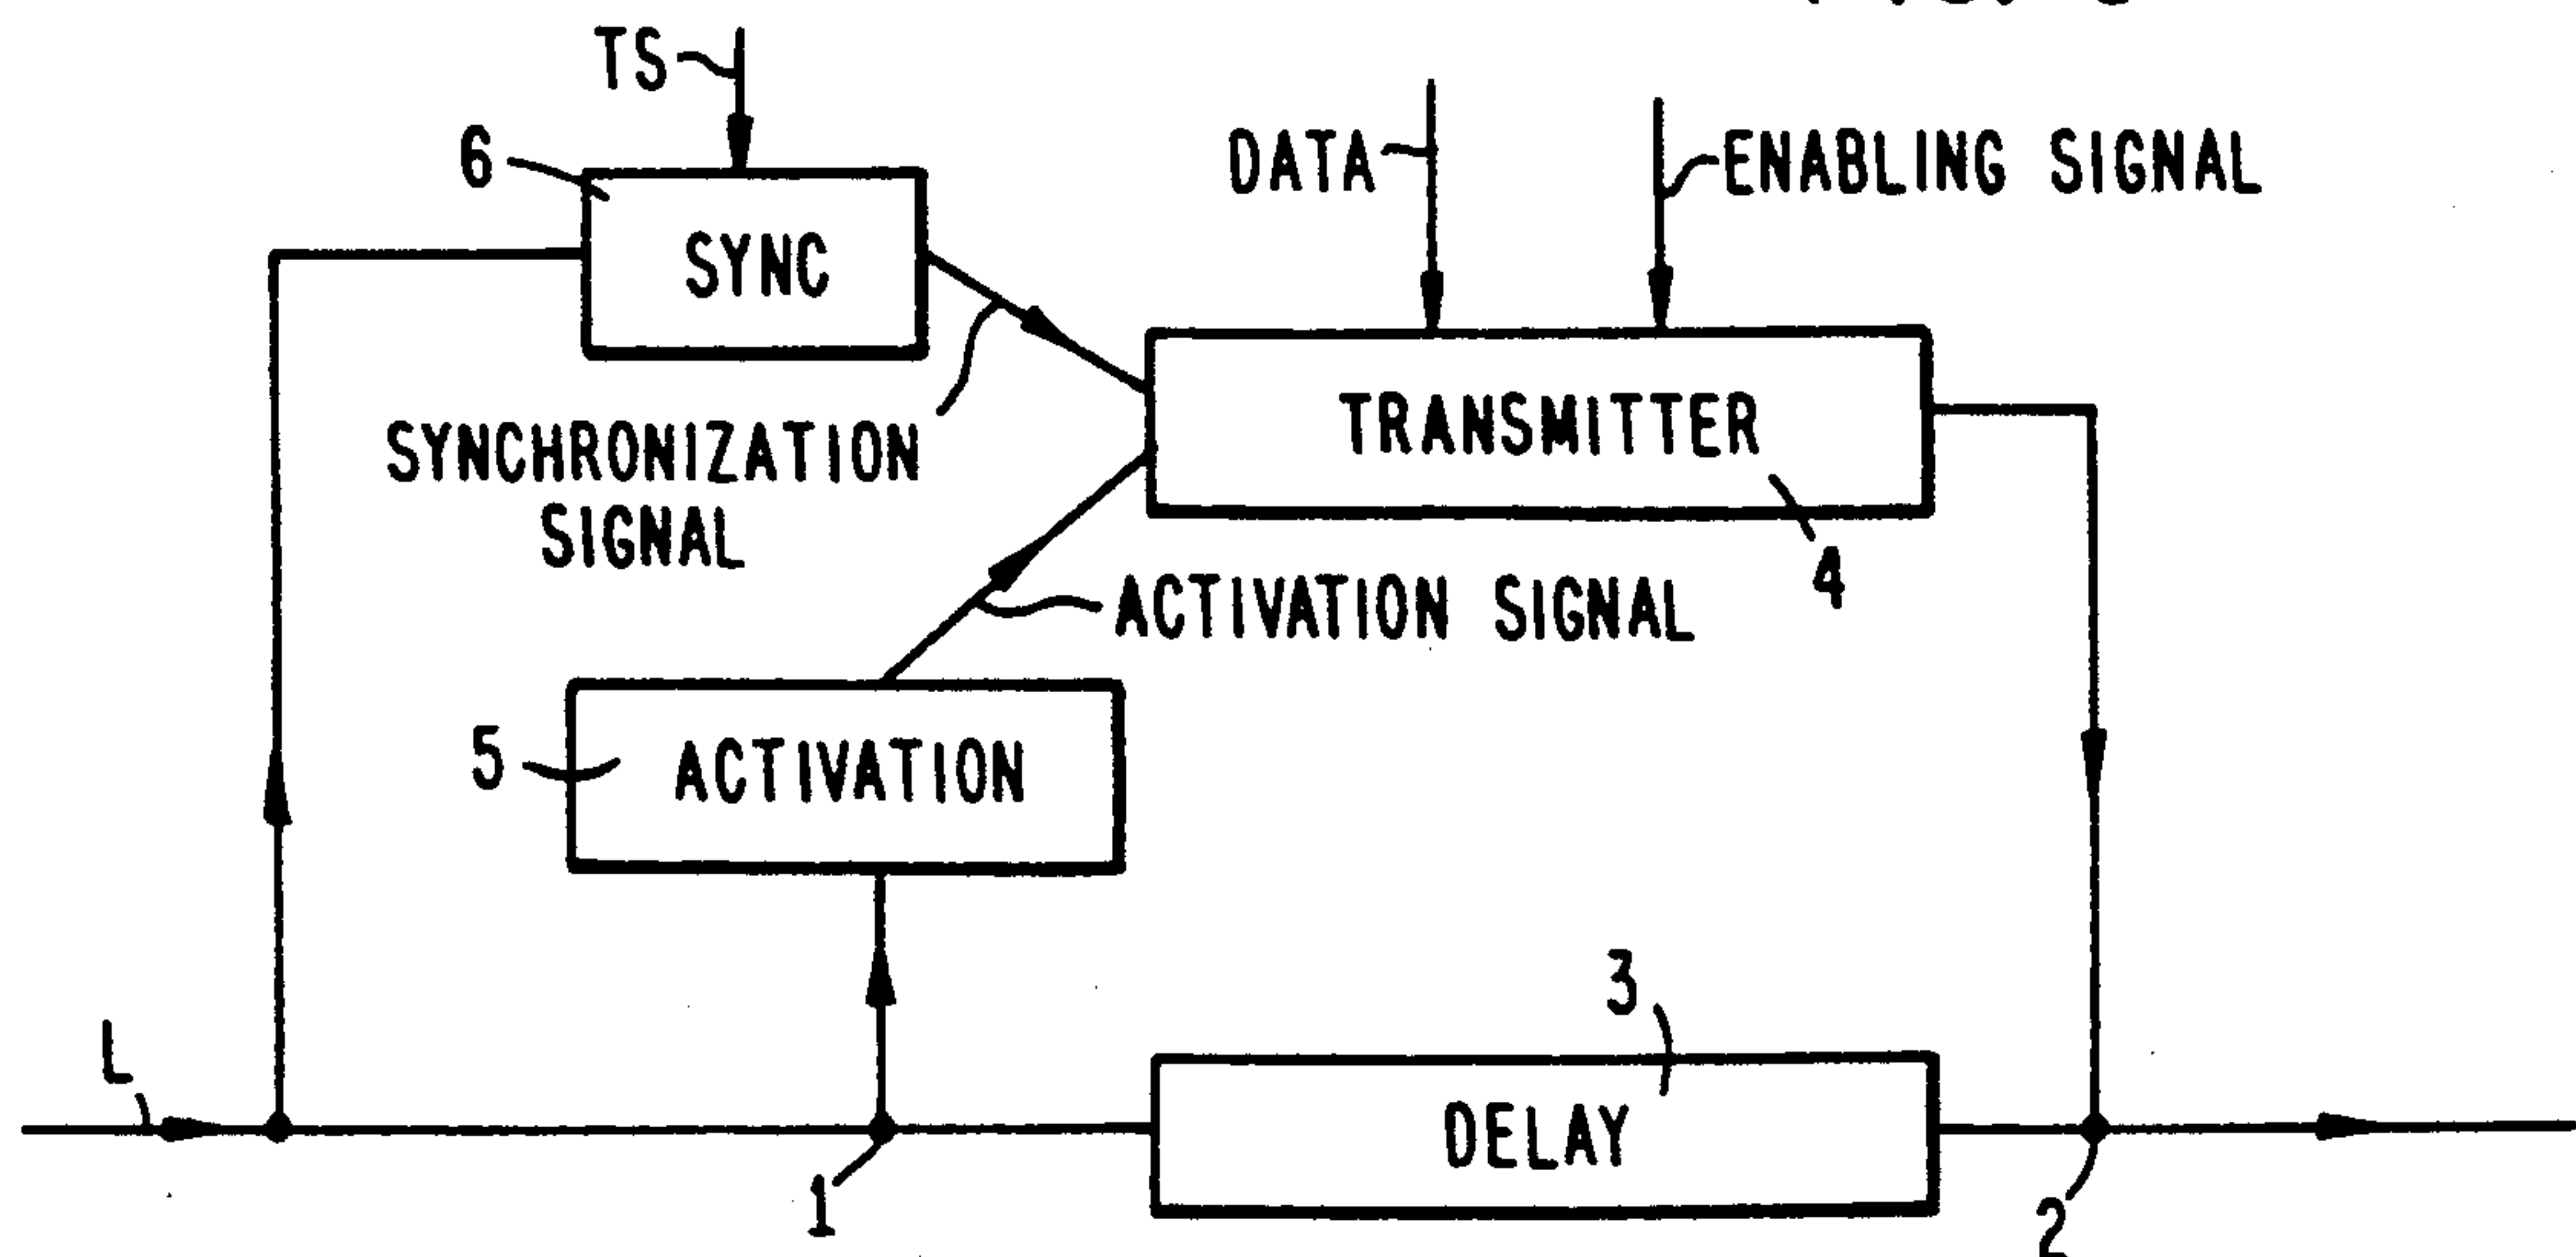 TS
6
SYNC
DATA
ENABLING SIGNAL
TRANSMITTER
SYNCHRONIZATION
SIGNAL
4
ACTIVATION SIGNAL
5
ACTIVATION
3
L
DELAY
1
2